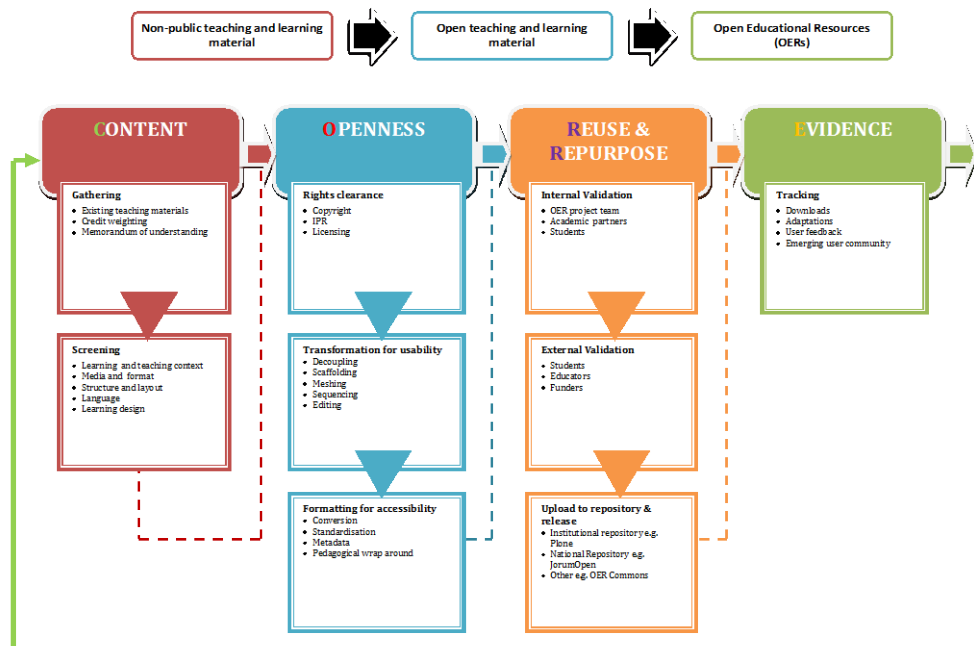 Non-public teaching and learning
material
Open teaching and learning
material
Open Educational Resources
(OERs)
CONTENT
Gathering
• Existing teaching materials
• Credit weighting
• Memorandum of understanding
Screening
• Learning and teaching context
• Media and format
• Structure and layout
• Language
• Learning design
OPENNESS
Rights clearance
• Copyright
• IPR
• Licensing
Transformation for usability
• Decoupling
• Scaffolding
• Meshing
• Sequencing
• Editing
Formatting for accessibility
• Conversion
• Standardisation
• Metadata
• Pedagogical wrap around
REUSE &
REPURPOSE
Internal Validation
• OER project team
• Academic partners
• Students
External Validation
• Students
• Educators
• Funders
Upload to repository &
release
• Institutional repository e.g.
Plone
• National Repository e.g.
JorumOpen
• Other e.g. OER Commons
EVIDENCE
Tracking
• Downloads
• Adaptations
• User feedback
• Emerging user community